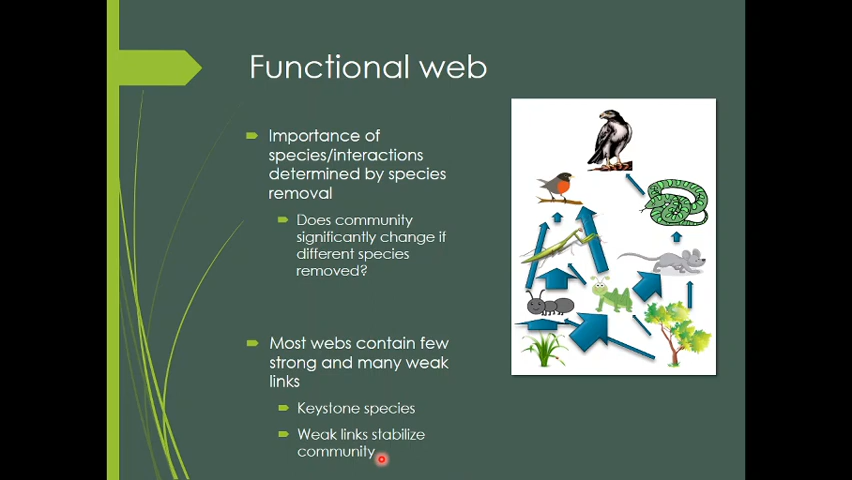 Functional web
Importance of
species/interactions
determined by species
removal
Does community
significantly change if
different species
removed?
Most webs contain few
strong and many weak
links
Keystone species
Weak links stabilize
community